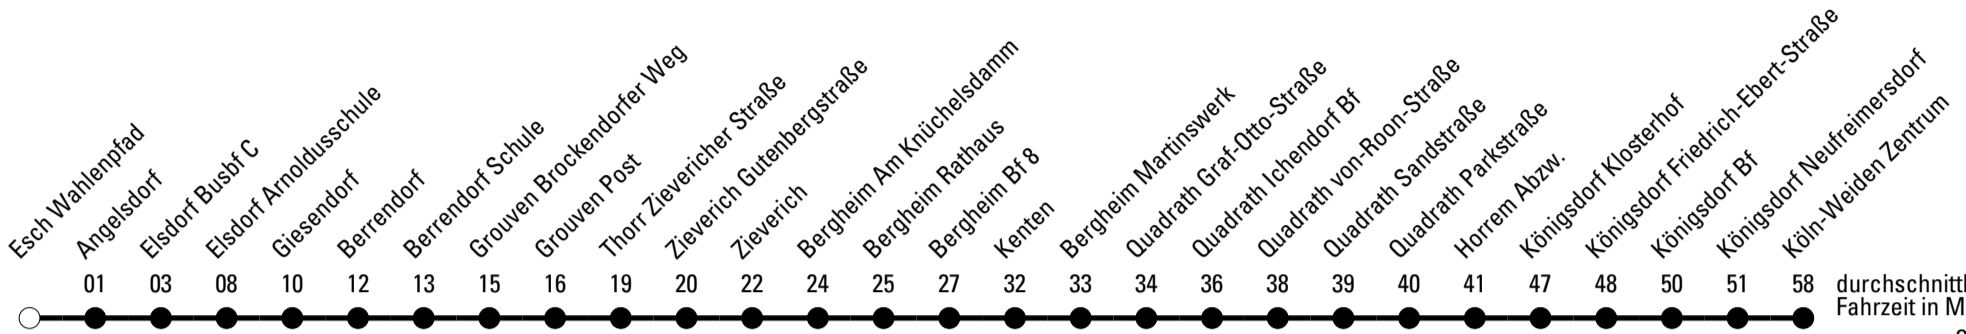 Esch Wahlenpfad
Angelsdorf
Elsdorf Busbf C
Elsdorf Arnoldusschule
Giesendorf
Berrendorf
Berrendorf Schule
Grouven Brockendorfer Weg
Grouven Post
Thorr Zievericher Straße
Zieverich Gutenbergstraße
Zieverich
Bergheim Am Knüchelsdamm
Bergheim Rathaus
Bergheim Bf 8
Kenten
Bergheim Martinswerk
Quadrath Graf-Otto-Straße
Quadrath Ichendorf Bf
Quadrath von-Roon-Straße
Quadrath Sandstraße
Quadrath Parkstraße
Horrem Abzw.
Königsdorf Klosterhof
Königsdorf Friedrich-Ebert-Straße
Königsdorf Bf
Königsdorf Neufreimersdorf
Köln-Weiden Zentrum
01 03 08 10 12 13 15 16 19 20 22 24 25 27 32 33 34 36 38 39 40 41 47 48 50 51 58 durchschnittl
Fahrzeit in M